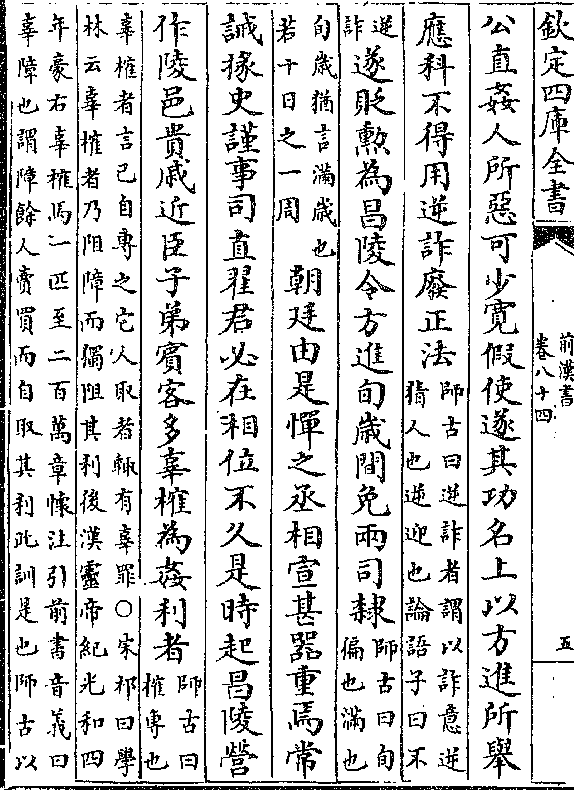 欽定四庫全書
前漢書
卷八十四
五
公直姦人所惡可少寛假使遂其功名上以方進所舉
應科不得用逆詐廢正法
師古曰逆詐者謂以詐意逆
猜人也逆迎也論語子曰不
逆
詐
遂貶勲為昌陵令方進旬歲間免兩司隸
師古曰旬
徧也滿也
旬歲猶言滿歲也
若十日之一周
朝廷由是憚之丞相宣甚器重焉常
誡掾史謹事司直翟君必在相位不久是時起昌陵營
作陵邑貴戚近臣子弟賓客多辜榷為姦利者
師古曰
榷專也
辜榷者言己自專之它人取者輙有辜罪○宋祁曰學
林云辜榷者乃阻障而獨阻其利後漢靈帝紀光和四
年豪右辜榷馬一匹至二百萬章懷注引前書音義曰
辜障也謂障餘人賣買而自取其利此訓是也師古以